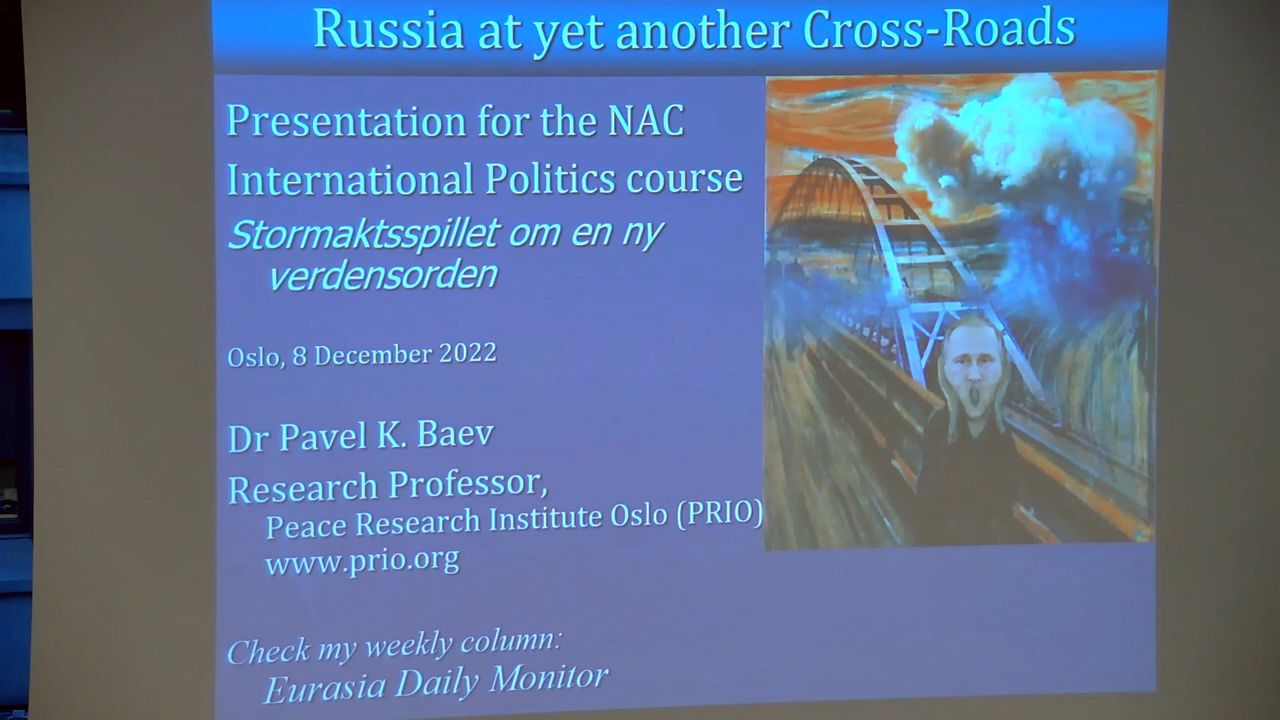 Russia at yet another Cross-Roads
Presentation for the NAC
International Politics course
Stormaktsspillet om en ny
verdensorden
Oslo, 8 December 2022
Dr Pavel K. Baev
Research Professor,
Peace Research Institute Oslo (PRIO)
www.prio.org
Check my weekly column:
Eurasia Daily Monitor